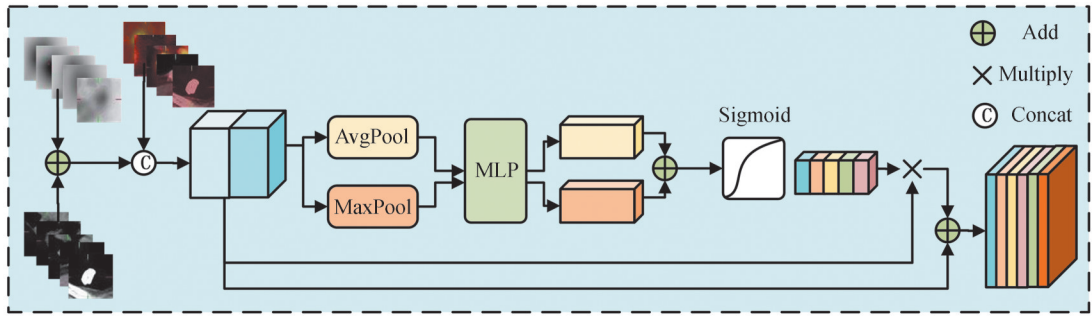 Add
Multiply
C Concat
Sigmoid
AvgPool
MLP
C
MaxPool